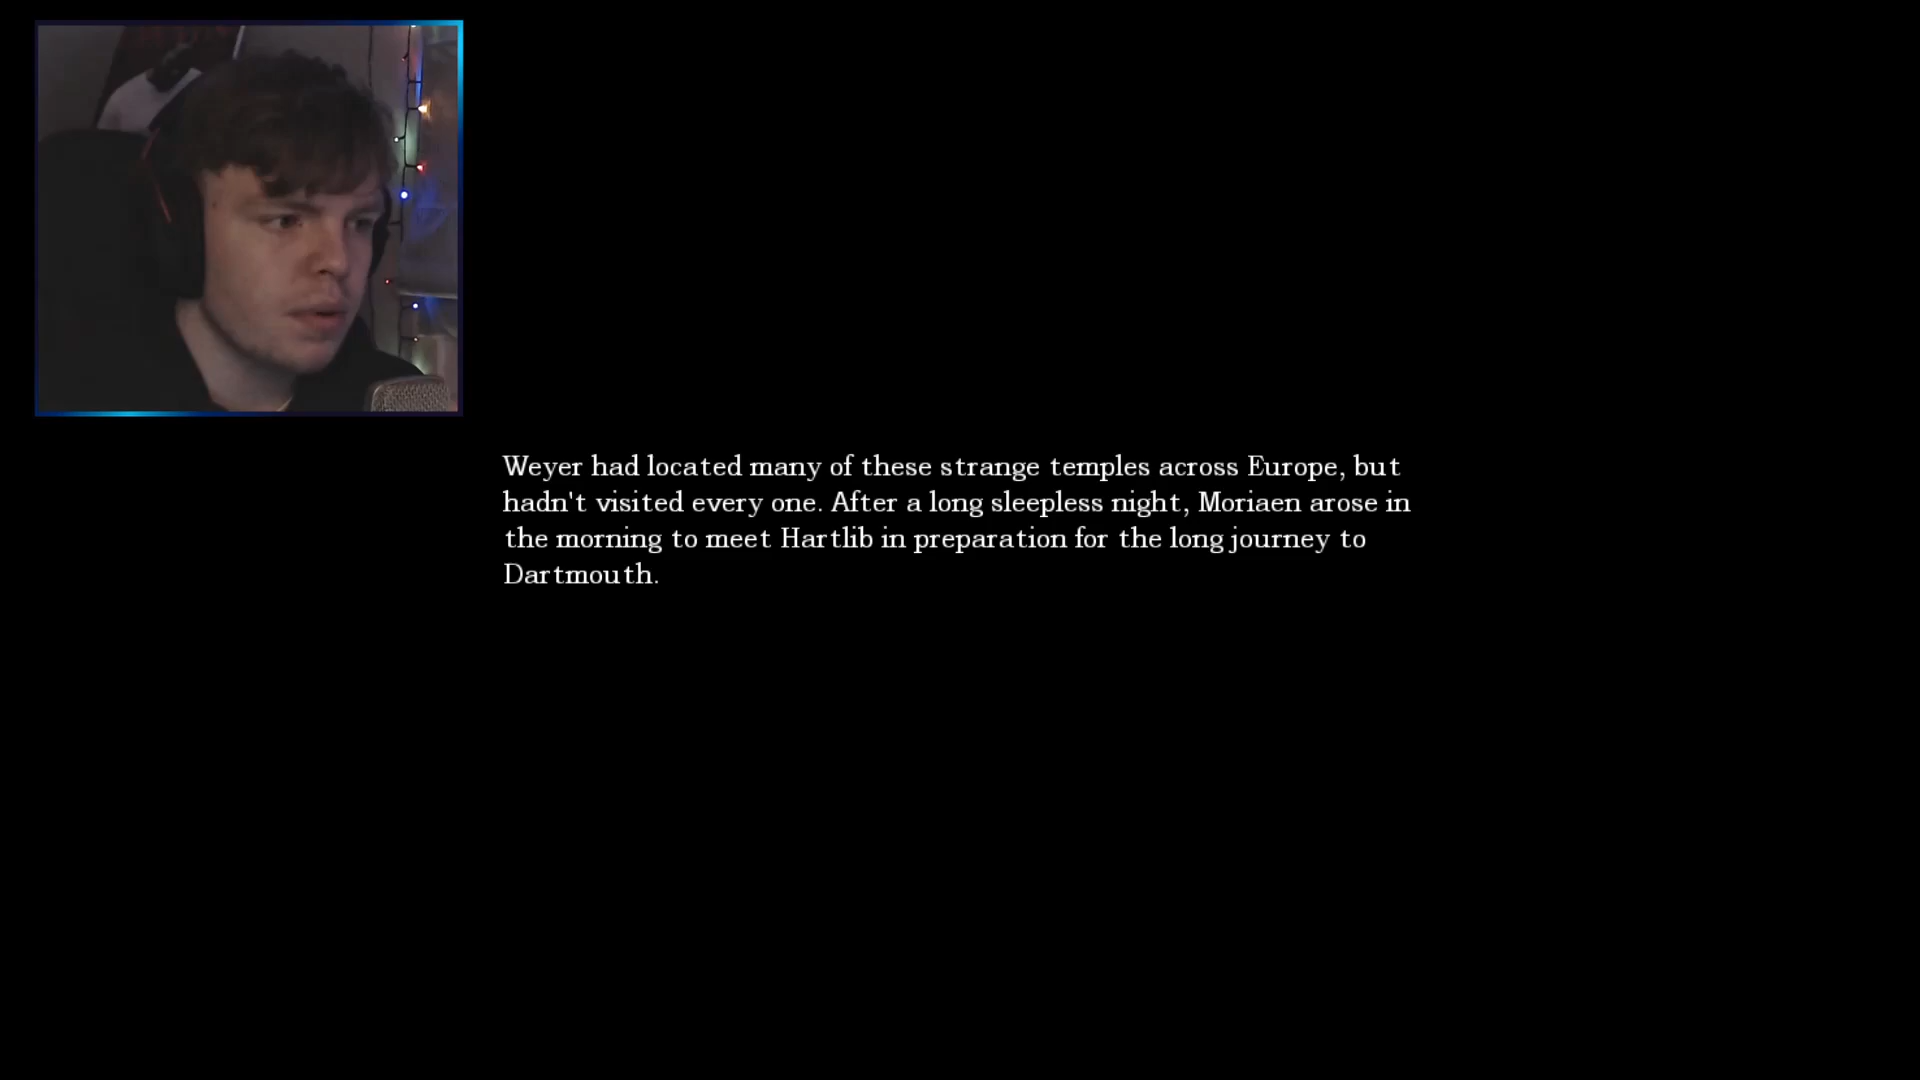 Weyer had located many of these strange temples across Europe, but
hadn't visited every one. After a long sleepless night, Moriaen arose in
the morning to meet Hartlib in preparation for the long journey to
Dartmouth.